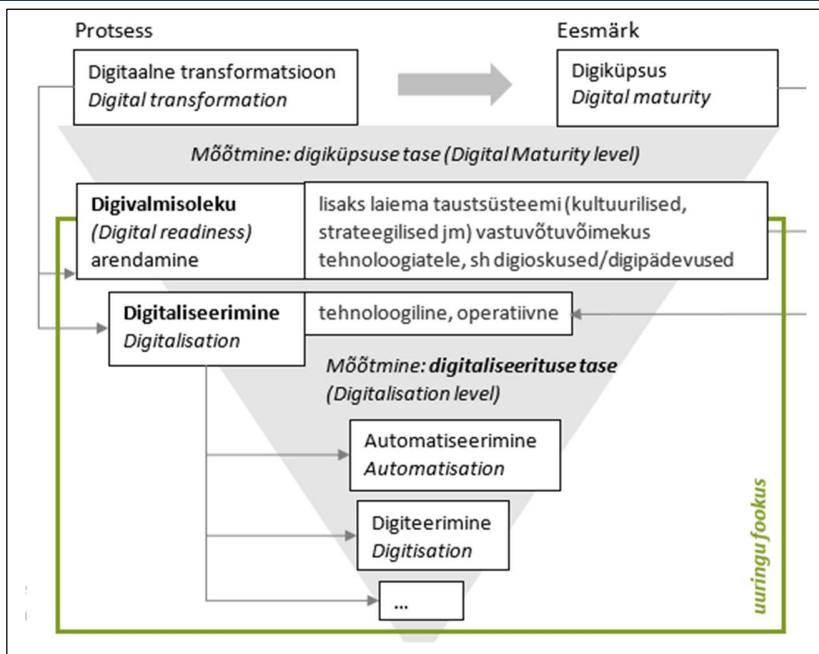 Protsess
Eesmärk
Digitaalne transformatsioon
Digital transformation
Digiküpsus
Digital maturity
Mõõtmine: digiküpsuse tase (Digital Maturity level)
Digivalmisoleku
(Digital readiness)
arendamine
lisaks laiema taustsüsteemi (kultuurilised,
strateegilised jm) vastuvõtuvõimekus
tehnoloogiatele, sh digioskused/digipädevused
Digitaliseerimine
Digitalisation
tehnoloogiline, operatiivne
Mõõtmine: digitaliseerituse tase
(Digitalisation level)
Automatiseerimine
Automatisation
Digiteerimine
Digitisation
...
uuringu fookus